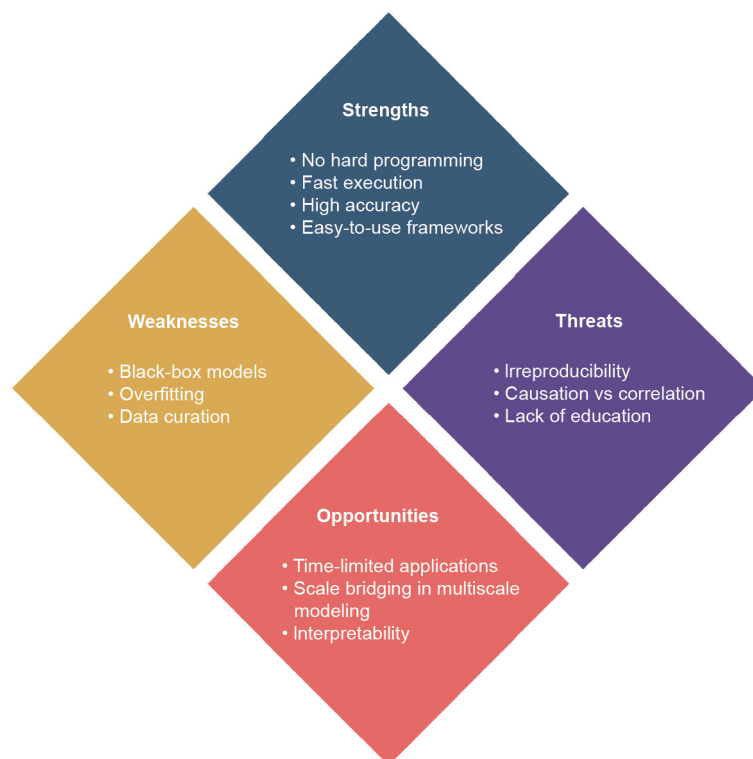 Strengths
• No hard programming
• Fast execution
• High accuracy
• Easy-to-use frameworks
Weaknesses
• Black-box models
• Overfitting
• Data curation
Threats
• Irreproducibility
• Causation vs correlation
• Lack of education
Opportunities
• Time-limited applications
• Scale bridging in multiscale
modeling
• Interpretability